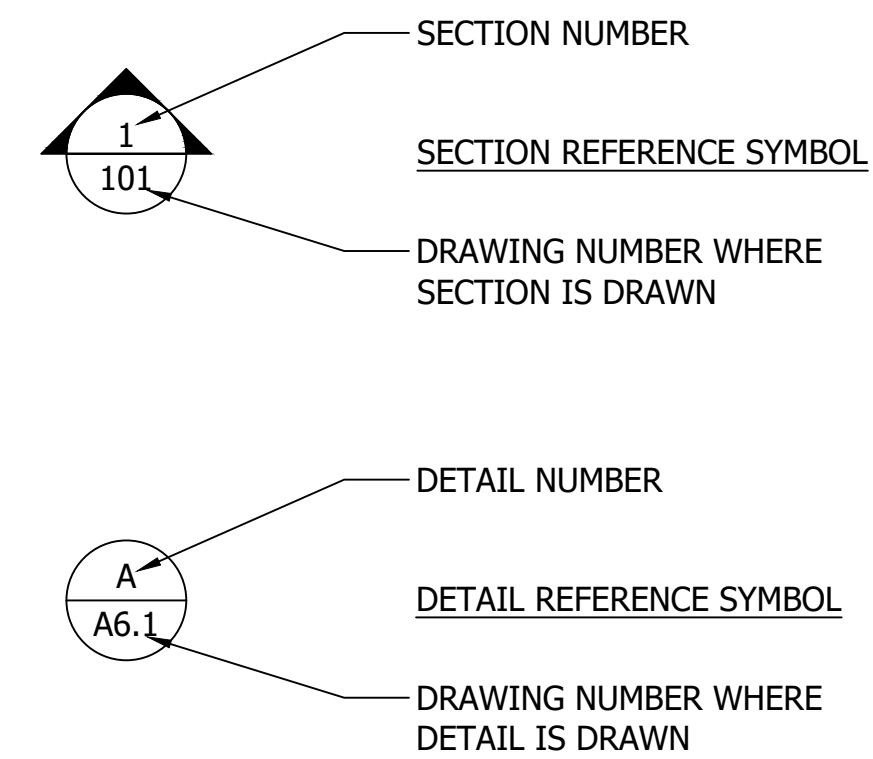 SECTION NUMBER
1
SECTION REFERENCE SYMBOL
101
DRAWING NUMBER WHERE
SECTION IS DRAWN
DETAIL NUMBER
A
DETAIL REFERENCE SYMBOL
A6.1
DRAWING NUMBER WHERE
DETAIL IS DRAWN